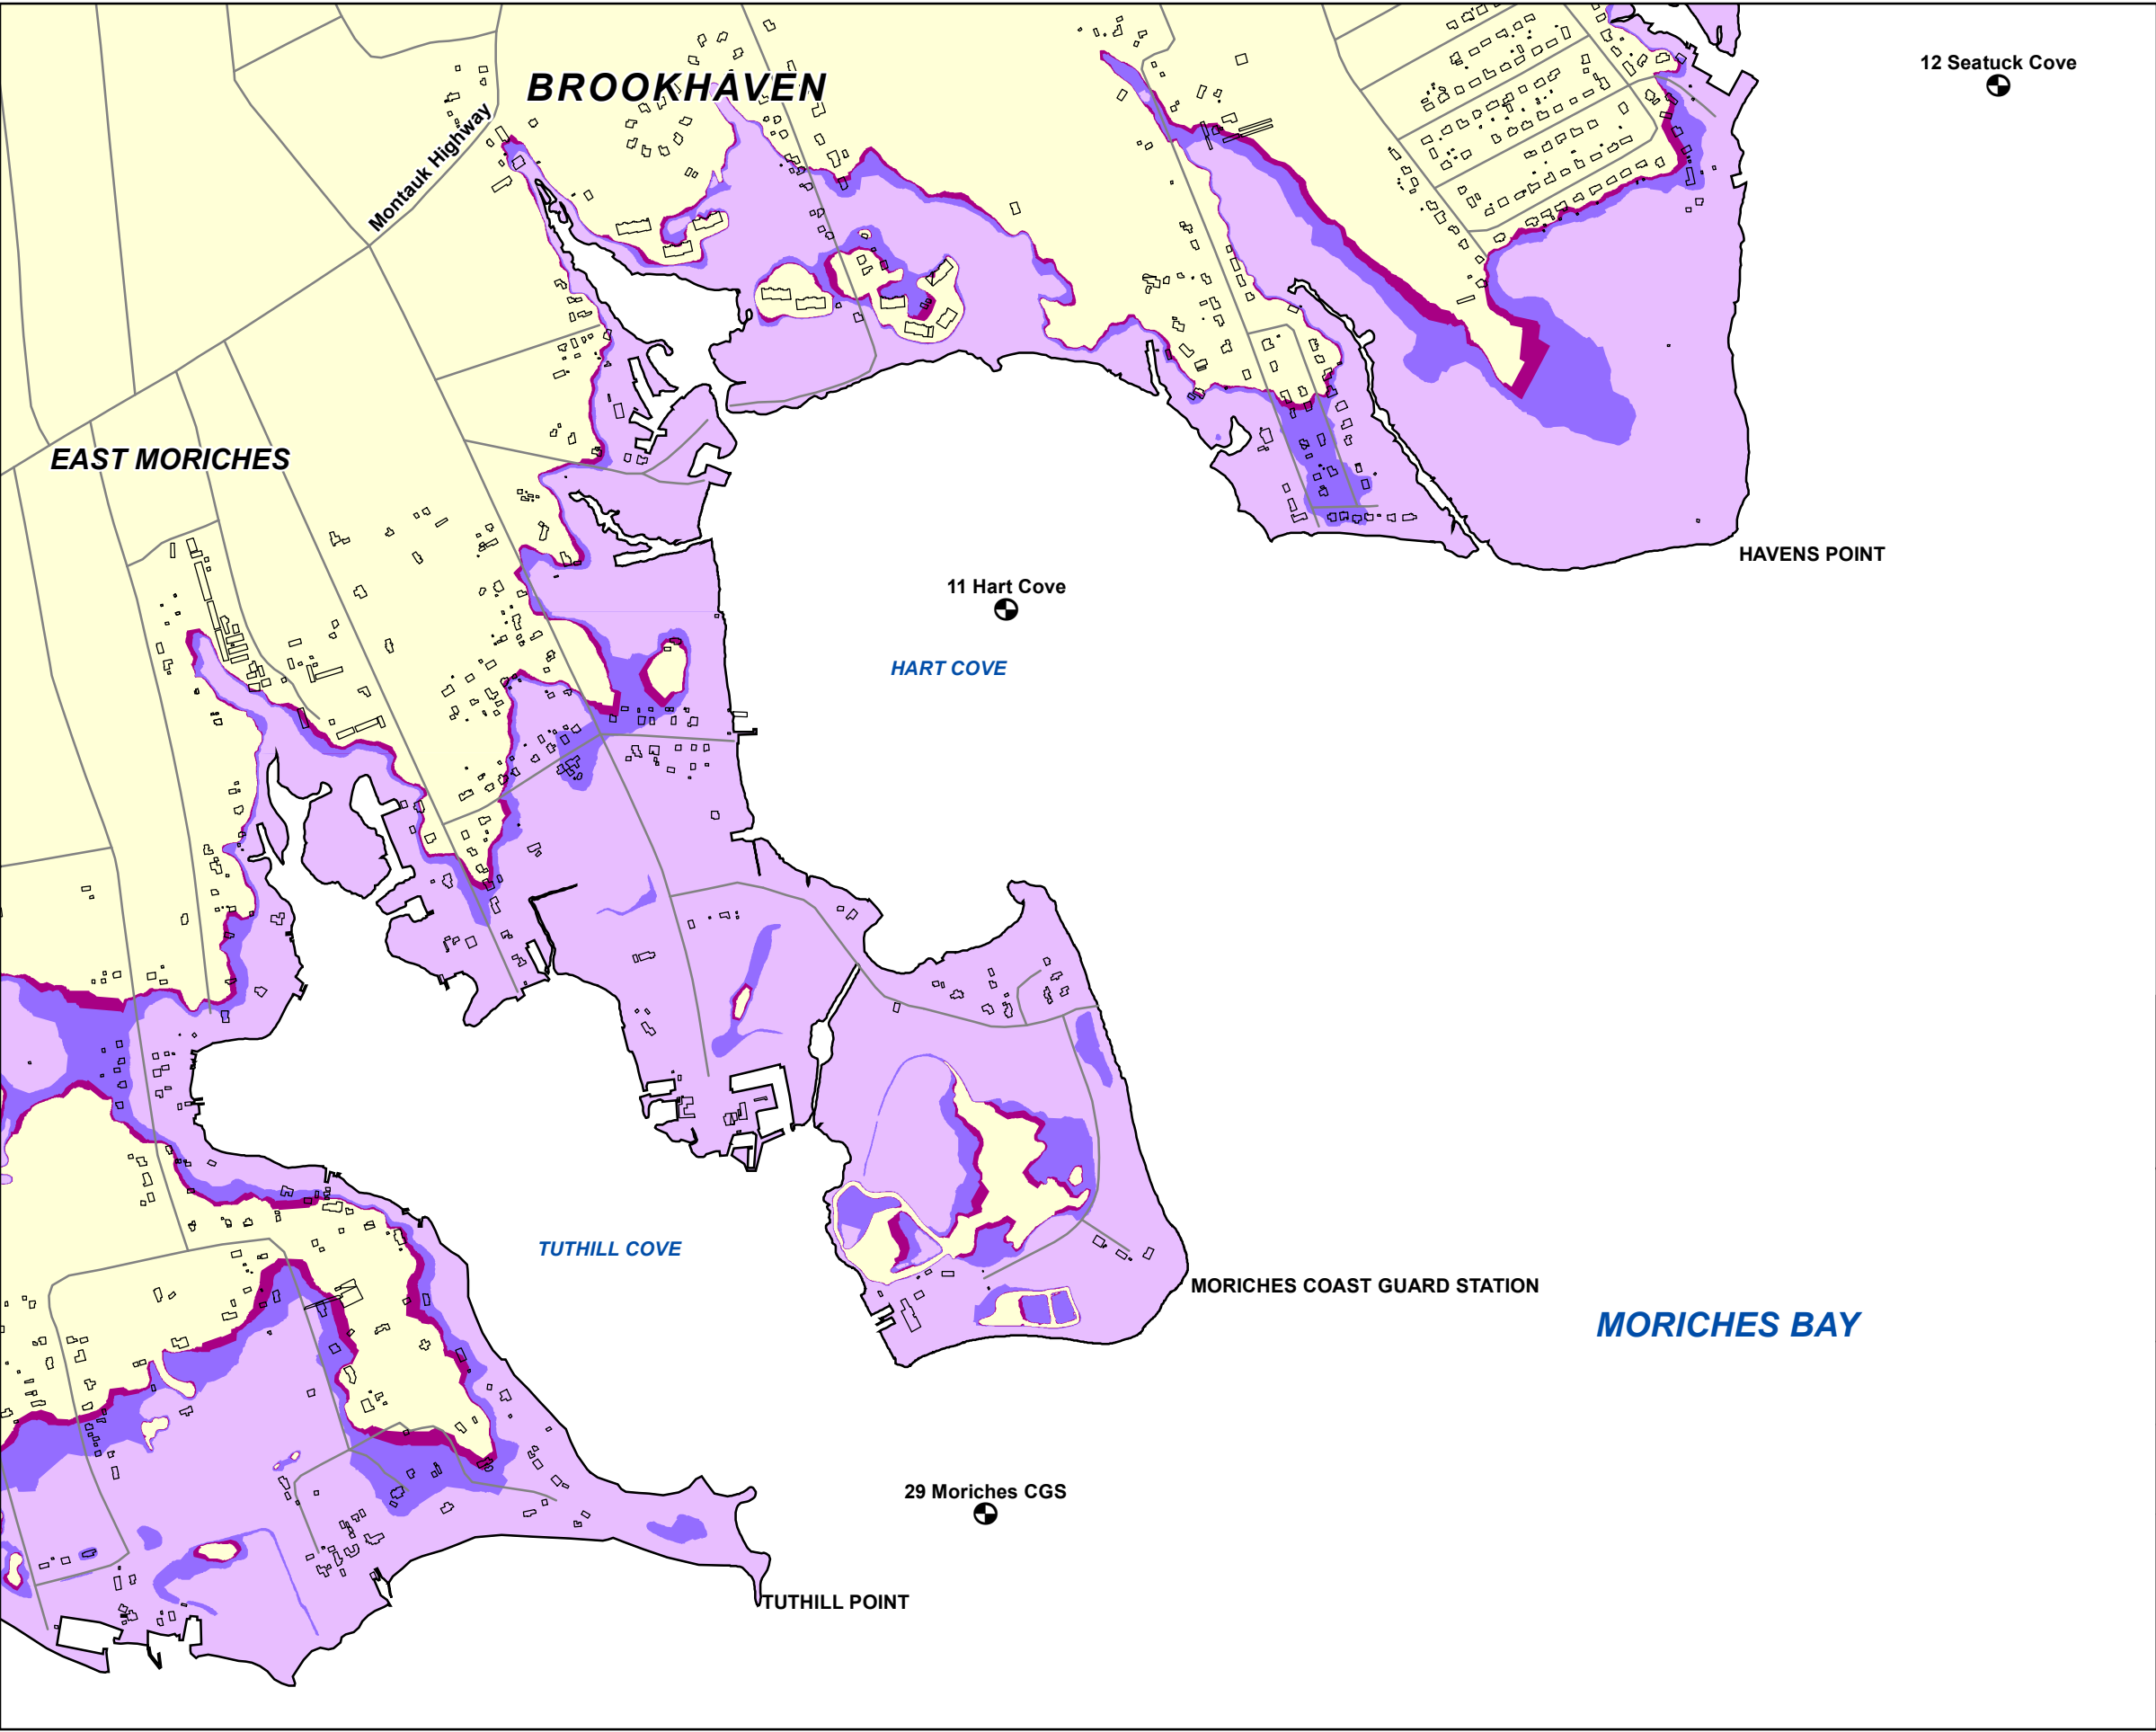 12 Seatuck Cove
BROOKHAVEN
Montauk Highway
EAST MORICHES
HAVENS POINT
11 Hart Cove
HART COVE
TUTHILL COVE
MORICHES COAST GUARD STATION
MORICHES BAY
29 Moriches CGS
TUTHILL POINT